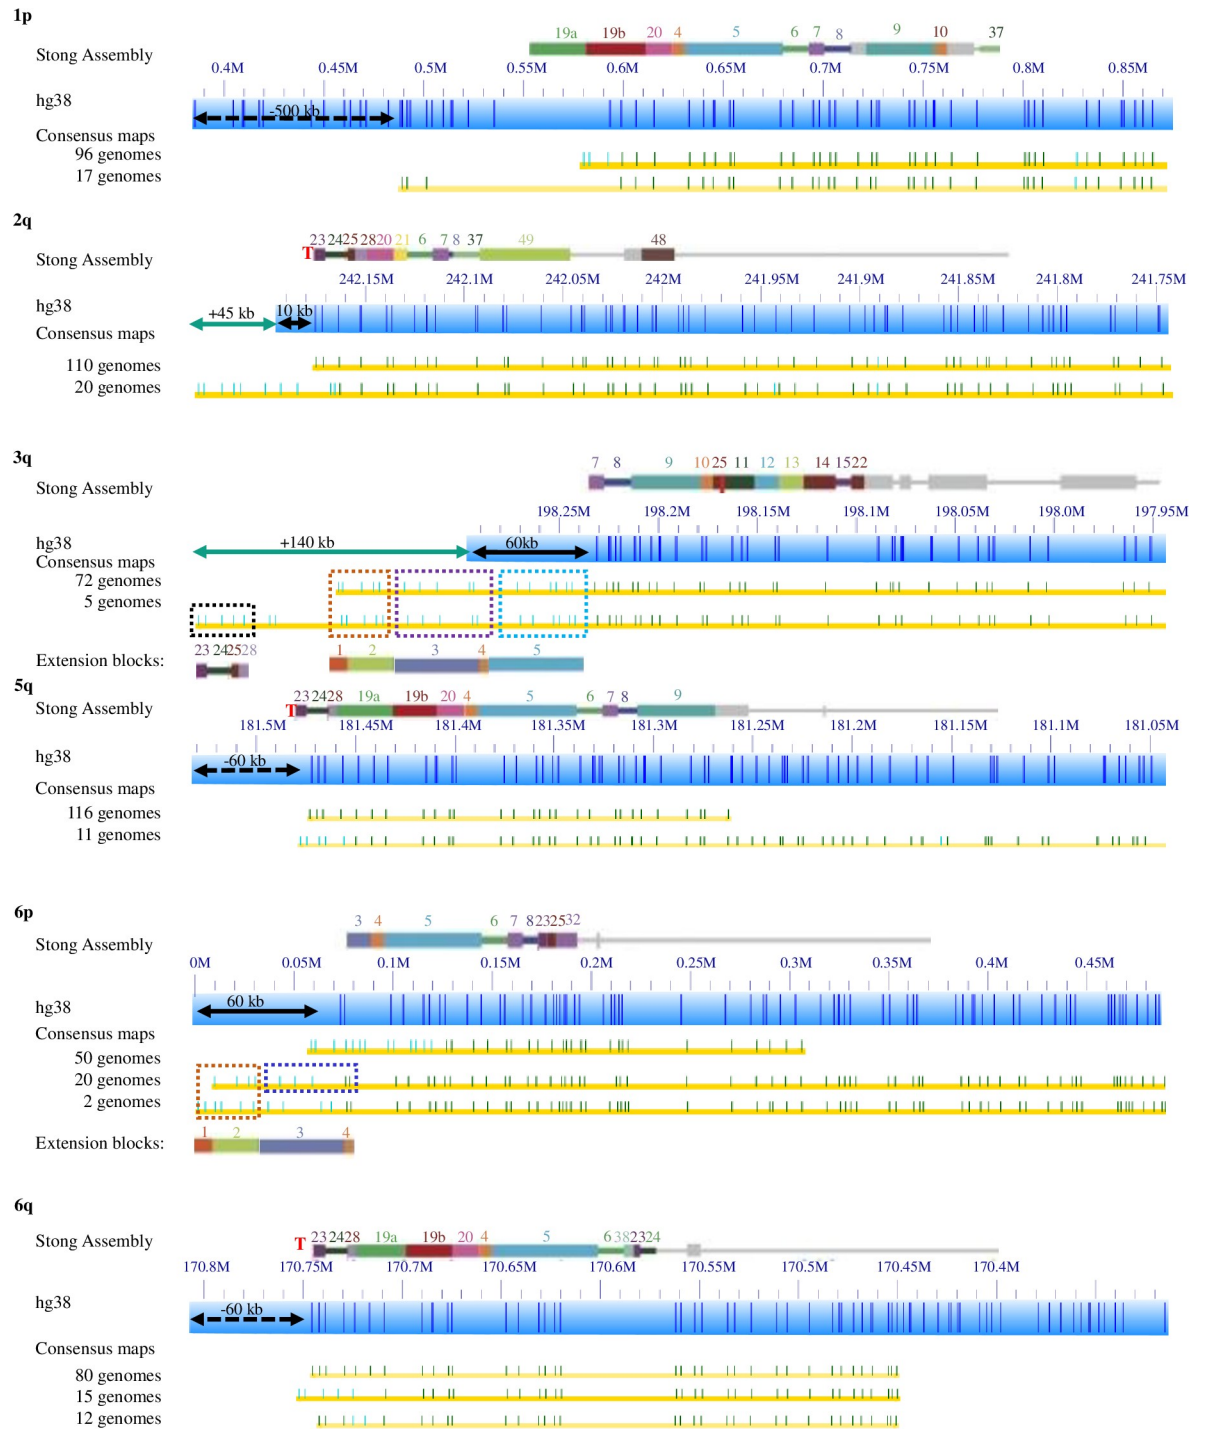 1p
19a 19b 20 4 5 6 7 8 9 10 37
Stong Assembly
0.4M 0.45M 0.5M 0.55M 0.6M 0.65M 0.7M 0.75M 0.8M 0.85M
hg38
-500 kb
Consensus maps
96 genomes
17 genomes
2q
T 23 24 25 28 20 21 6 7 8 37 49 48
Stong Assembly
242.15M 242.1M 242.05M 242M 241.95M 241.9M 241.85M 241.8M 241.75M
hg38
+45 kb 10 kb
Consensus maps
110 genomes
20 genomes
3q
7 8 9 10 25 11 12 13 14 15 22
Stong Assembly
198.25M 198.2M 198.15M 198.1M 198.05M 198.0M 197.95M
hg38
+140 kb 60kb
Consensus maps
72 genomes
5 genomes
23 24 25 28 1 2 3 4 5
Extension blocks:
5q
T 23 24 28 19a 19b 20 4 5 6 7 8 9
Stong Assembly
181.5M 181.45M 181.4M 181.35M 181.3M 181.25M 181.2M 181.15M 181.1M 181.05M
hg38
-60 kb
Consensus maps
116 genomes
11 genomes
6p
3 4 5 6 7 8 23 25 32
Stong Assembly
0M 0.05M 0.1M 0.15M 0.2M 0.25M 0.3M 0.35M 0.4M 0.45M
hg38
60 kb
Consensus maps
50 genomes
20 genomes
2 genomes
1 2 3 4
Extension blocks:
6q
T 23 24 28 19a 19b 20 4 5 6 38 23 24
Stong Assembly
170.8M 170.75M 170.7M 170.65M 170.6M 170.55M 170.5M 170.45M 170.4M
hg38
-60 kb
Consensus maps
80 genomes
15 genomes
12 genomes